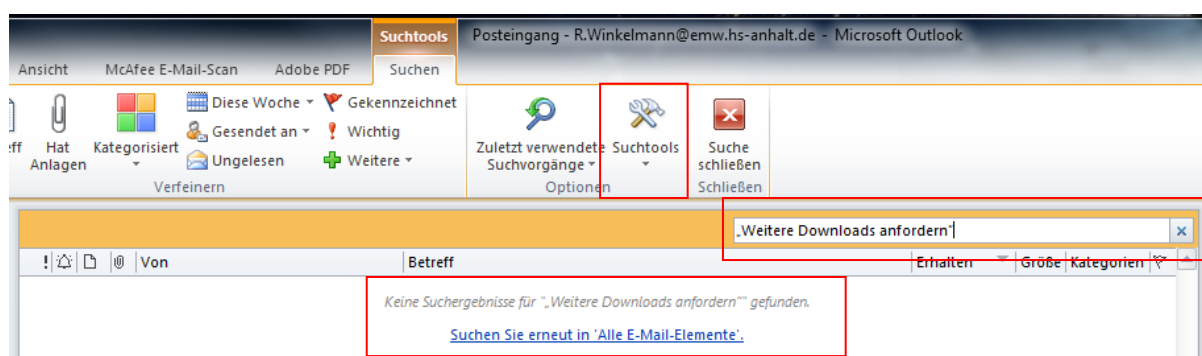 Suchtools Posteingang - R.Winkelmann@emw.hs-anhalt.de - Microsoft Outlook
Ansicht McAfee E-Mail-Scan Adobe PDF Suchen
Diese Woche Gekennzeichnet
Gesendet an Wichtig
Ungelesen Weitere
eff Hat Anlagen Kategorisiert
Zuletzt verwendete Suchvorgänge Suchtools Suche schließen
Verfeinern Optionen Schließen
„Weitere Downloads anfordern"
! Von Betreff Erhalten Größe Kategorien
Keine Suchergebnisse für "„Weitere Downloads anfordern"" gefunden.
Suchen Sie erneut in 'Alle E-Mail-Elemente'.